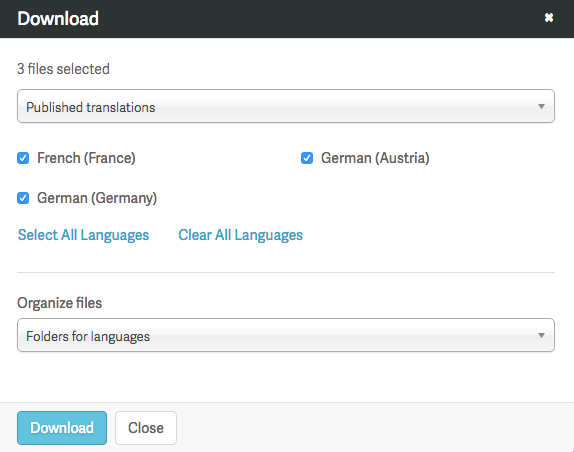 Download
3 files selected
Published translations
French (France) German (Austria)
German (Germany)
Select All Languages Clear All Languages
Organize files
Folders for languages
Download Close